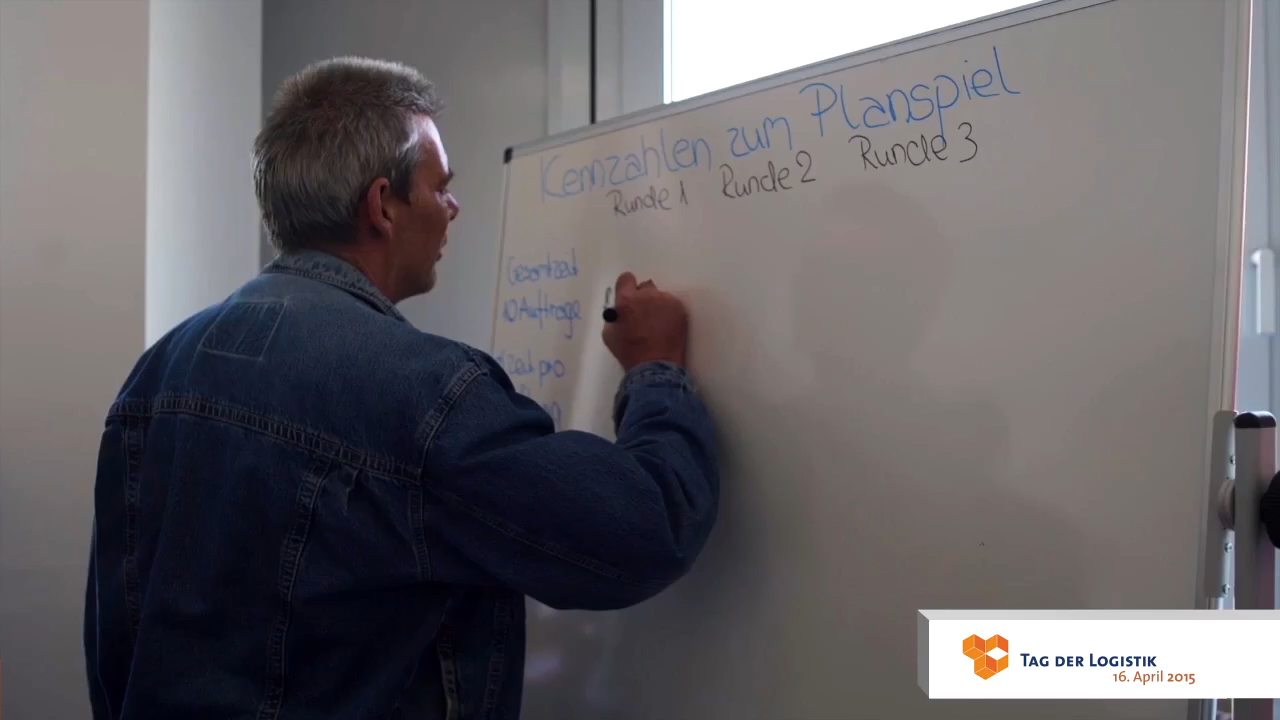 Kennzahlen zum Planspiel
Runde 1 Runde 2 Runde 3
Gesamtzeit
10 Aufträge
zeit pro
TAG DER LOGISTIK
16. April 2015